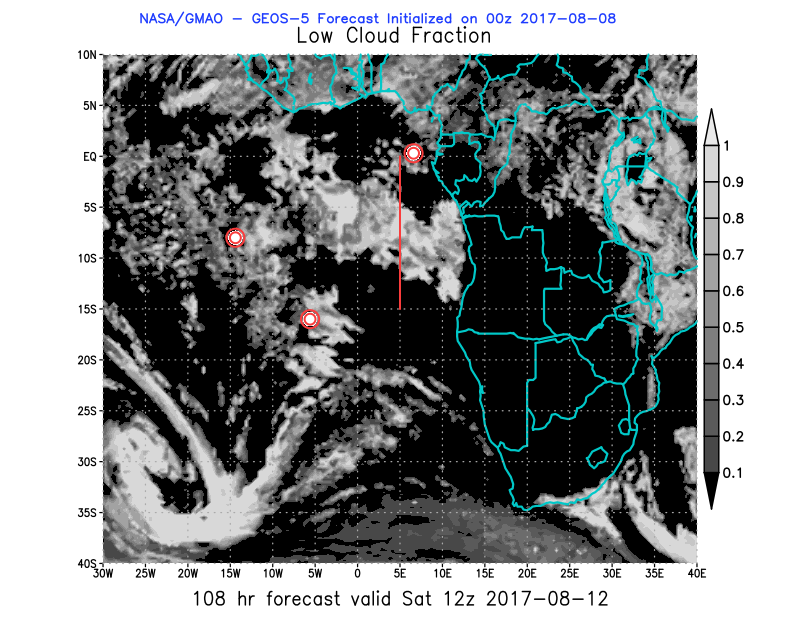 NASA/GMAO - GEOS-5 Forecast Initialized on 00z 2017-08-08
Low Cloud Fraction
10N
5N
EQ
5S
10S
15S
20S
25S
30S
35S
40S
30W 25W 20W 15W 10W 5W 0 5E 10E 15E 20E 25E 30E 35E 40E
1
0.9
0.8
0.7
0.6
0.5
0.4
0.3
0.2
0.1
108 hr forecast valid Sat 12z 2017-08-12